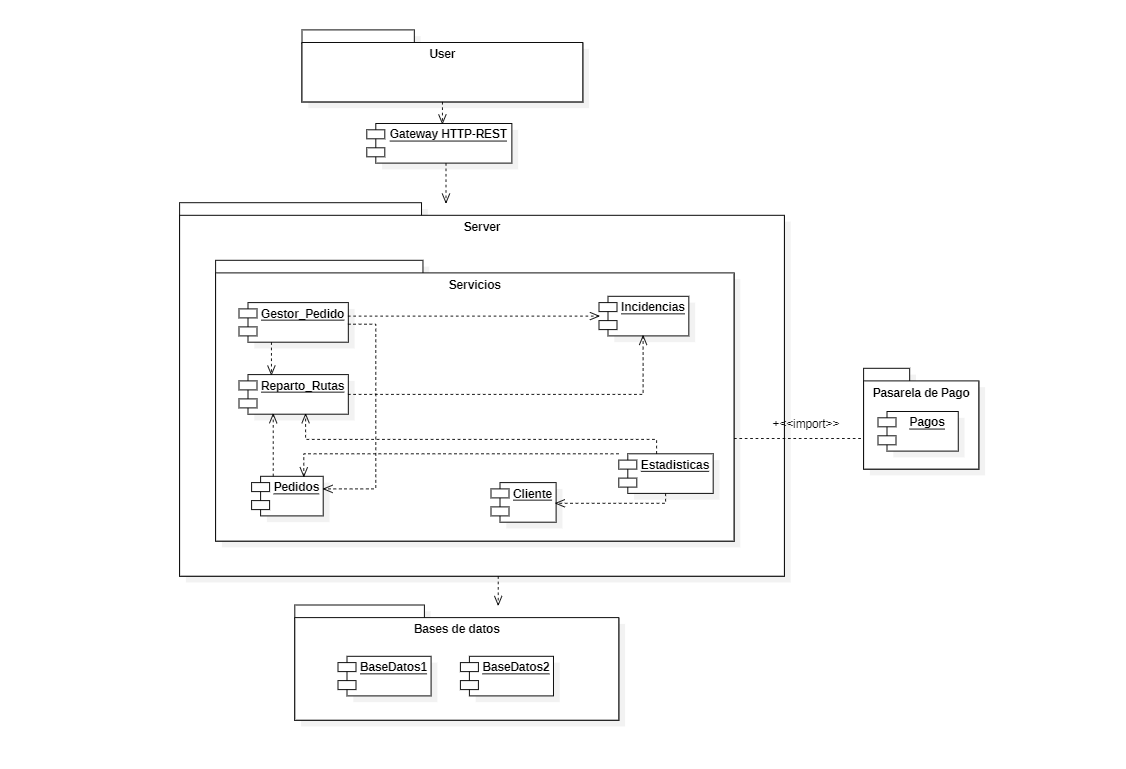 User
Gateway HTTP-REST
Server
Servicios
Gestor_Pedido
Incidencias
Reparto_Rutas
Pasarela de Pago
Pagos
+<<import>>
Estadisticas
Pedidos
Cliente
Bases de datos
BaseDatos1
BaseDatos2